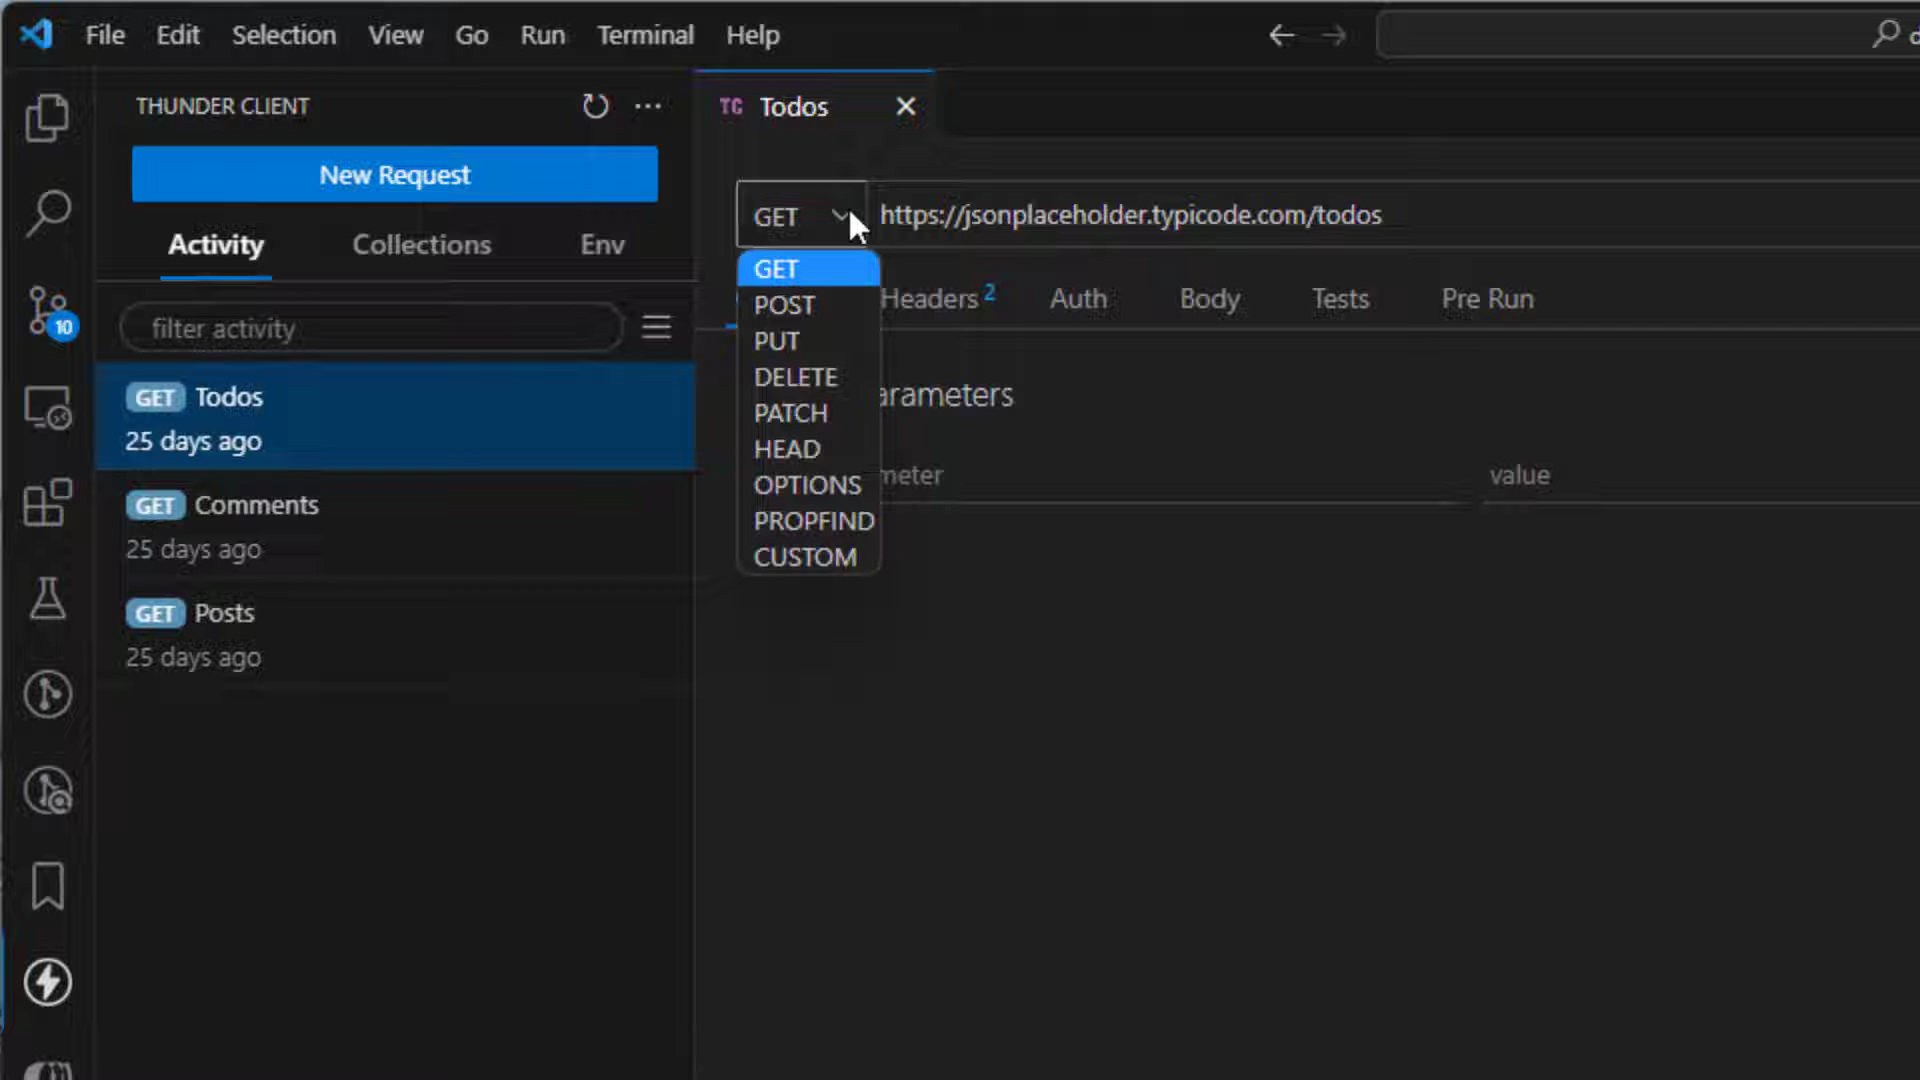 File Edit Selection View Go Run Terminal Help
THUNDER CLIENT
New Request
Activity Collections Env
filter activity
GET Todos
25 days ago
GET Comments
25 days ago
GET Posts
25 days ago
10
TC Todos
GET https://jsonplaceholder.typicode.com/todos
GET
POST
PUT
DELETE
PATCH
HEAD
OPTIONS
PROPFIND
CUSTOM
Headers 2 Auth Body Tests Pre Run
arameters
meter value